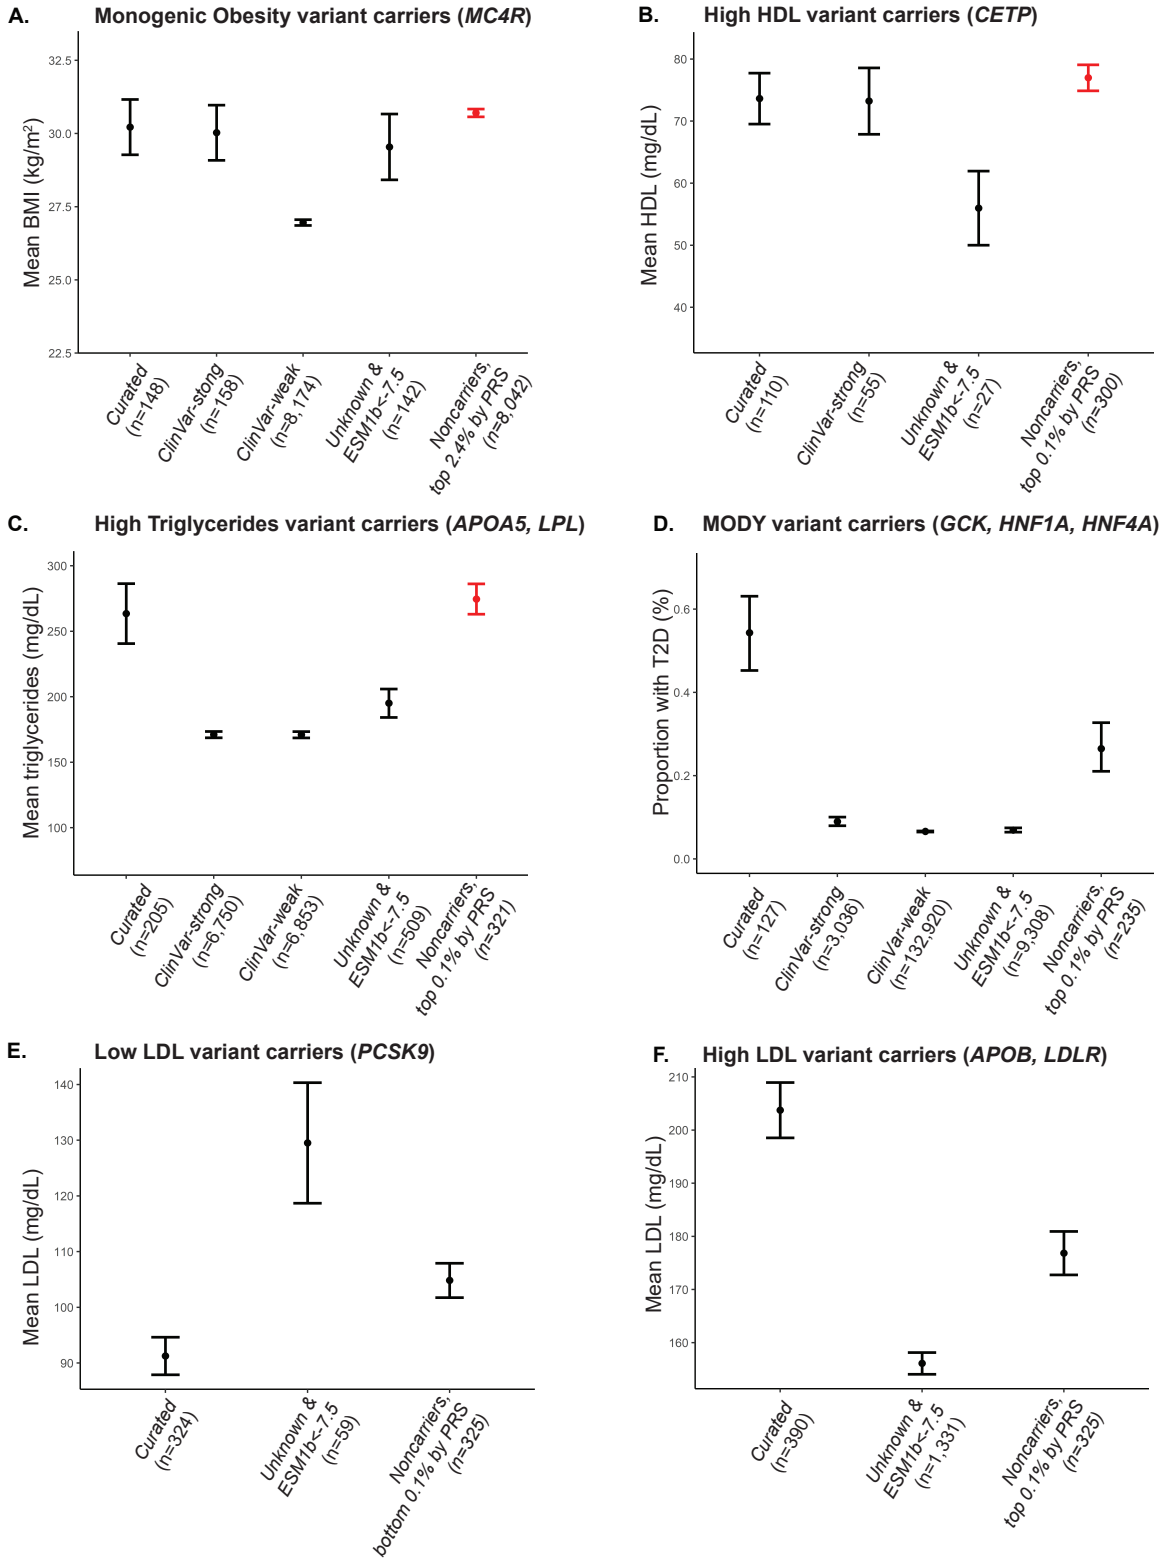 A. Monogenic Obesity variant carriers (MC4R)
Mean BMI (kg/m²)
32.5
30.0
27.5
25.0
22.5
Curated
(n=148)
ClinVar-stong
(n=158)
ClinVar-weak
(n=8,174)
Unknown &
ESM1b<-7.5
(n=142)
Noncarriers,
top 2.4% by PRS
(n=8,042)
B. High HDL variant carriers (CETP)
Mean HDL (mg/dL)
80
70
60
50
40
Curated
(n=110)
ClinVar-strong
(n=55)
Unknown &
ESM1b<-7.5
(n=27)
Noncarriers,
top 0.1% by PRS
(n=300)
C. High Triglycerides variant carriers (APOA5, LPL)
Mean triglycerides (mg/dL)
300
250
200
150
100
Curated
(n=205)
ClinVar-strong
(n=6,750)
ClinVar-weak
(n=6,853)
Unknown &
ESM1b<-7.5
(n=509)
Noncarriers,
top 0.1% by PRS
(n=321)
D. MODY variant carriers (GCK, HNF1A, HNF4A)
Proportion with T2D (%)
0.6
0.4
0.2
0.0
Curated
(n=127)
ClinVar-strong
(n=3,036)
ClinVar-weak
(n=132,920)
Unknown &
ESM1b<-7.5
(n=9,308)
Noncarriers,
top 0.1% by PRS
(n=235)
E. Low LDL variant carriers (PCSK9)
Mean LDL (mg/dL)
140
130
120
110
100
90
Curated
(n=324)
Unknown &
ESM1b<-7.5
(n=59)
Noncarriers,
bottom 0.1% by PRS
(n=325)
F. High LDL variant carriers (APOB, LDLR)
Mean LDL (mg/dL)
210
200
190
180
170
160
Curated
(n=390)
Unknown &
ESM1b<-7.5
(n=1,331)
Noncarriers,
top 0.1% by PRS
(n=325)